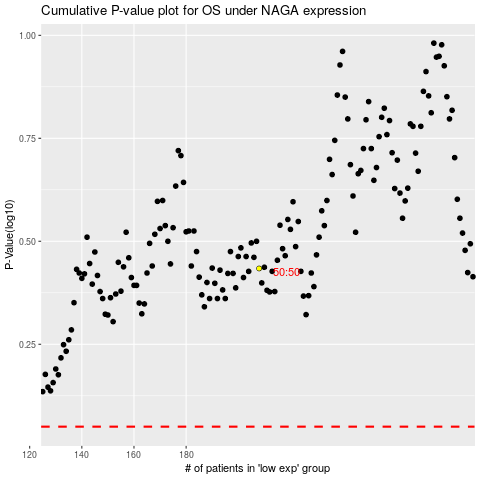 Cumulative P-value plot for OS under NAGA expression
P-Value(log10)
1.00
0.75
0.50
0.25
50:50
120 140 160 180
# of patients in 'low exp' group